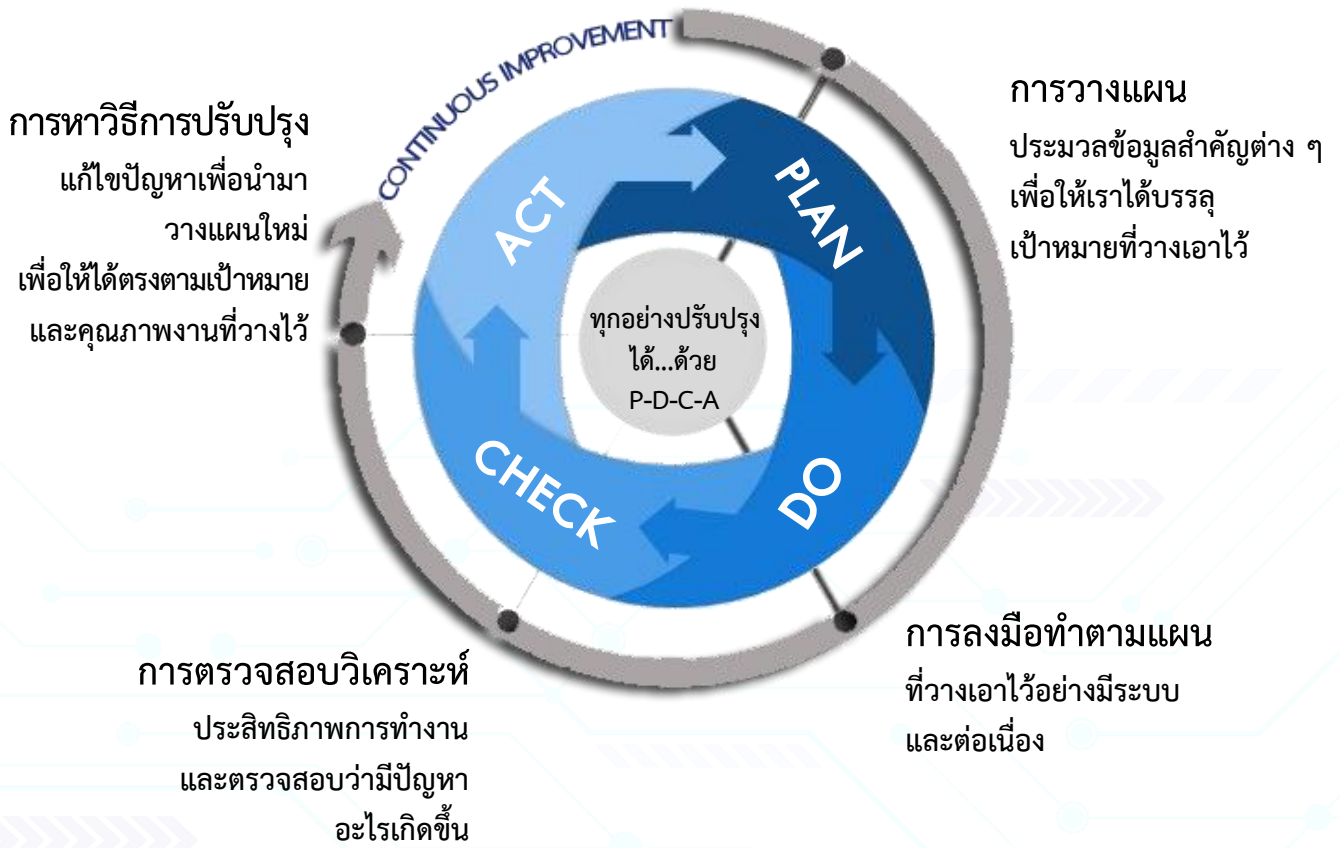 CONTINUOUS IMPROVEMENT
การวางแผน
ประมวลข้อมูลสำคัญต่าง ๆ
เพื่อให้เราได้บรรลุ
เป้าหมายที่วางเอาไว้
การหาวิธีการปรับปรุง
แก้ไขปัญหาเพื่อนำมา
วางแผนใหม่
เพื่อให้ได้ตรงตามเป้าหมาย
และคุณภาพงานที่วางไว้
ACT
PLAN
ทุกอย่างปรับปรุง
ได้...ด้วย
P-D-C-A
CHECK
DO
การลงมือทำตามแผน
ที่วางเอาไว้อย่างมีระบบ
และต่อเนื่อง
การตรวจสอบวิเคราะห์
ประสิทธิภาพการทำงาน
และตรวจสอบว่ามีปัญหา
อะไรเกิดขึ้น